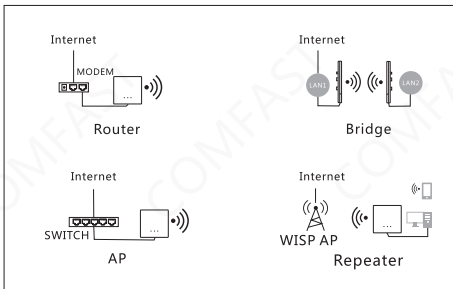 Internet
MODEM
Router
Internet
LAN1
LAN2
Bridge
Internet
SWITCH
AP
Internet
WISP AP
Repeater
COMFAST
COMFAST